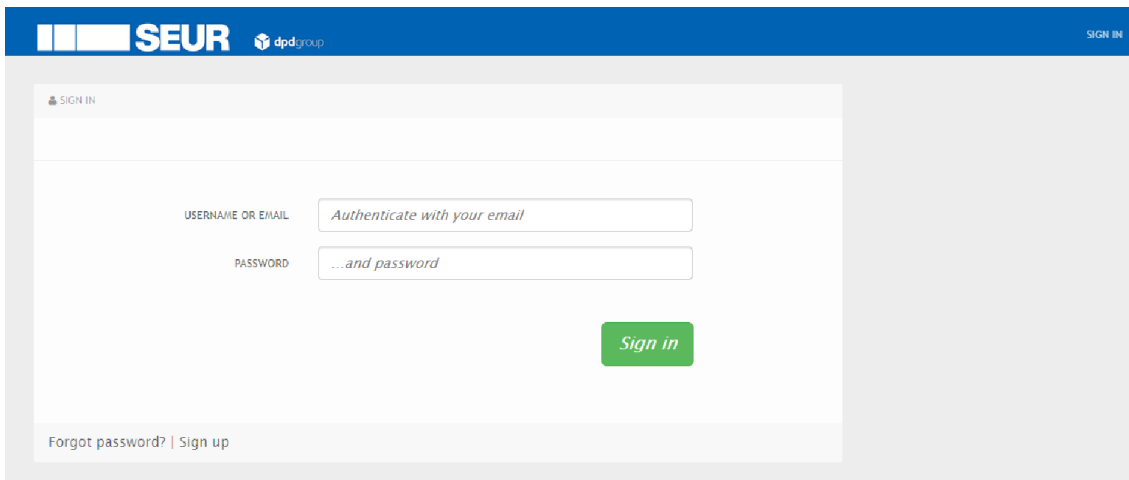 SEUR dpdgroup SIGN IN
SIGN IN
USERNAME OR EMAIL Authenticate with your email
PASSWORD ...and password
Sign in
Forgot password? | Sign up